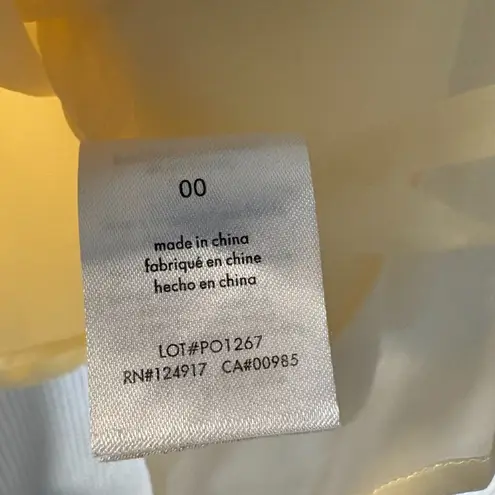 00
made in china
fabriqué en chine
hecho en china
LOT#PO1267
RN#124917 CA#00985